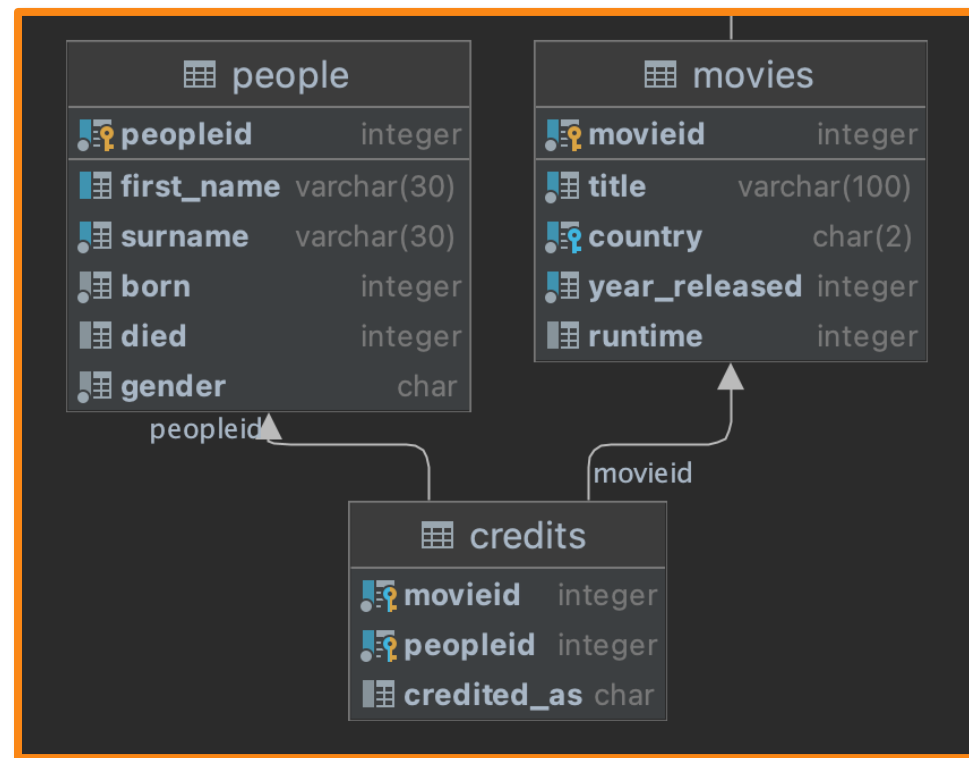 people
peopleid integer
first_name varchar(30)
surname varchar(30)
born integer
died integer
gender char
movies
movieid integer
title varchar(100)
country char(2)
year_released integer
runtime integer
peopleid
movieid
credits
movieid integer
peopleid integer
credited_as char